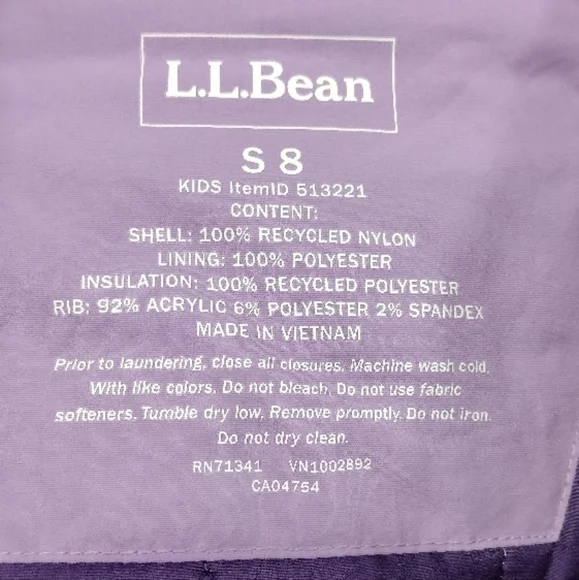 L.L.Bean
S 8
KIDS ItemID 513221
CONTENT:
SHELL: 100% RECYCLED NYLON
LINING: 100% POLYESTER
INSULATION: 100% RECYCLED POLYESTER
RIB: 92% ACRYLIC 6% POLYESTER 2% SPANDEX
MADE IN VIETNAM
Prior to laundering, close all closures. Machine wash cold.
With like colors. Do not bleach. Do not use fabric
softeners. Tumble dry low. Remove promptly. Do not iron.
Do not dry clean.
RN71341 VN1002892
CA04754